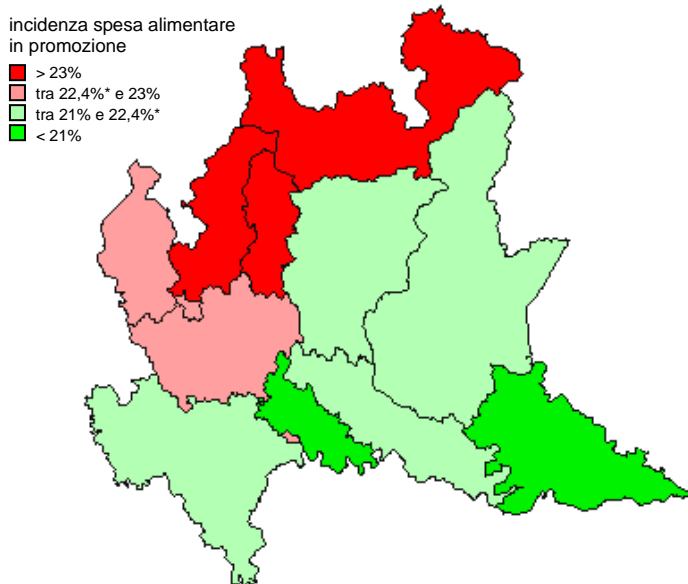 incidenza spesa alimentare
in promozione
> 23%
tra 22,4%* e 23%
tra 21% e 22,4%*
< 21%